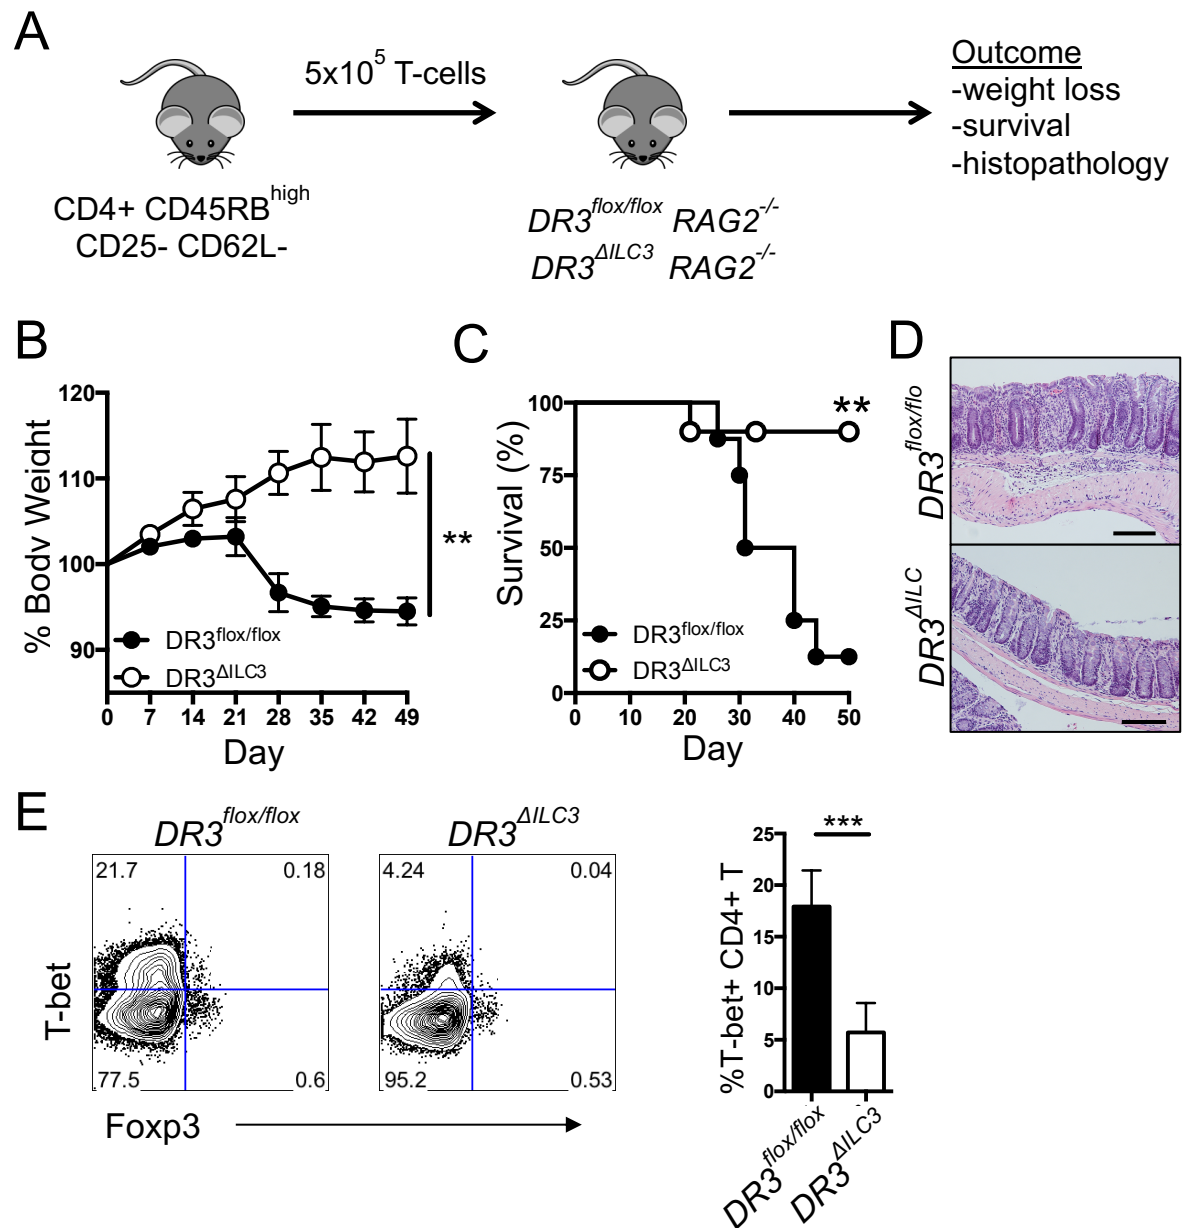 A
5x10^5 T-cells
Outcome
-weight loss
-survival
-histopathology
CD4+ CD45RB^high
CD25- CD62L-
DR3^flox/flox RAG2^-/-
DR3^ΔILC3 RAG2^-/-
B
% Body Weight
120
110
100
90
DR3^flox/flox
DR3^ΔILC3
**
0 7 14 21 28 35 42 49
Day
C
Survival (%)
100
75
50
25
0
**
DR3^flox/flox
DR3^ΔILC3
0 10 20 30 40 50
Day
D
DR3^flox/flo
DR3^ΔILC
E
DR3^flox/flox
DR3^ΔILC3
21.7 0.18
77.5 0.6
4.24 0.04
95.2 0.53
T-bet
Foxp3
%T-bet+ CD4+ T
25
20
15
10
5
0
***
DR3^flox/flox
DR3^ΔILC3